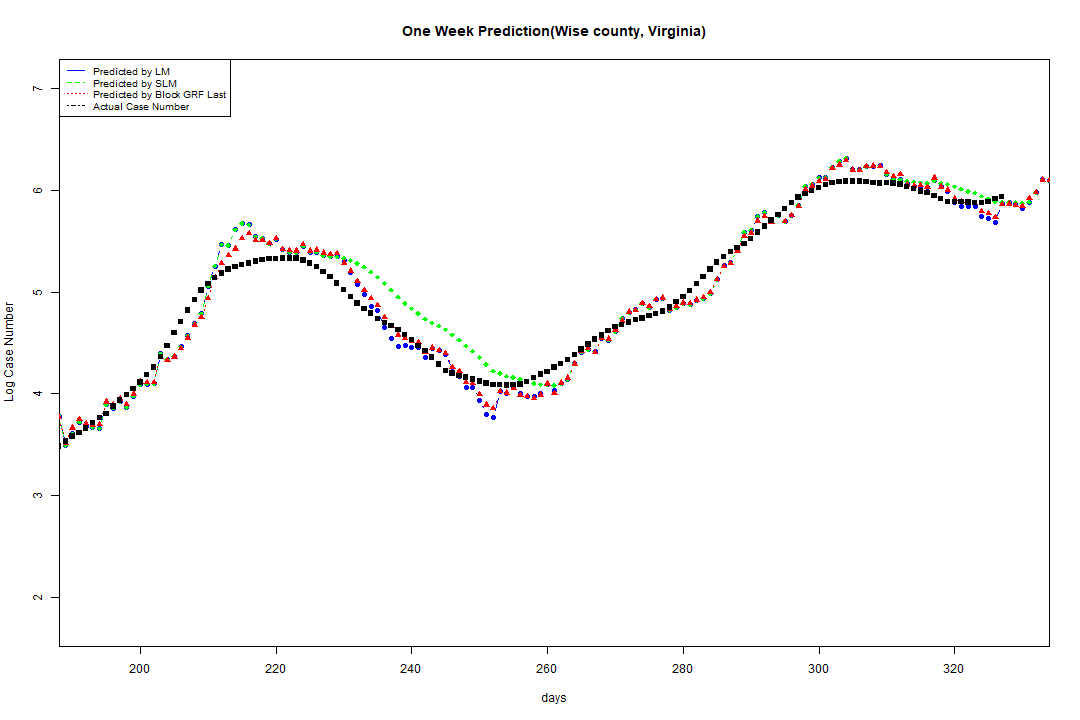 One Week Prediction(Wise county, Virginia)
Predicted by LM
Predicted by SLM
Predicted by Block GRF Last
Actual Case Number
7
6
5
4
3
2
Log Case Number
200 220 240 260 280 300 320
days